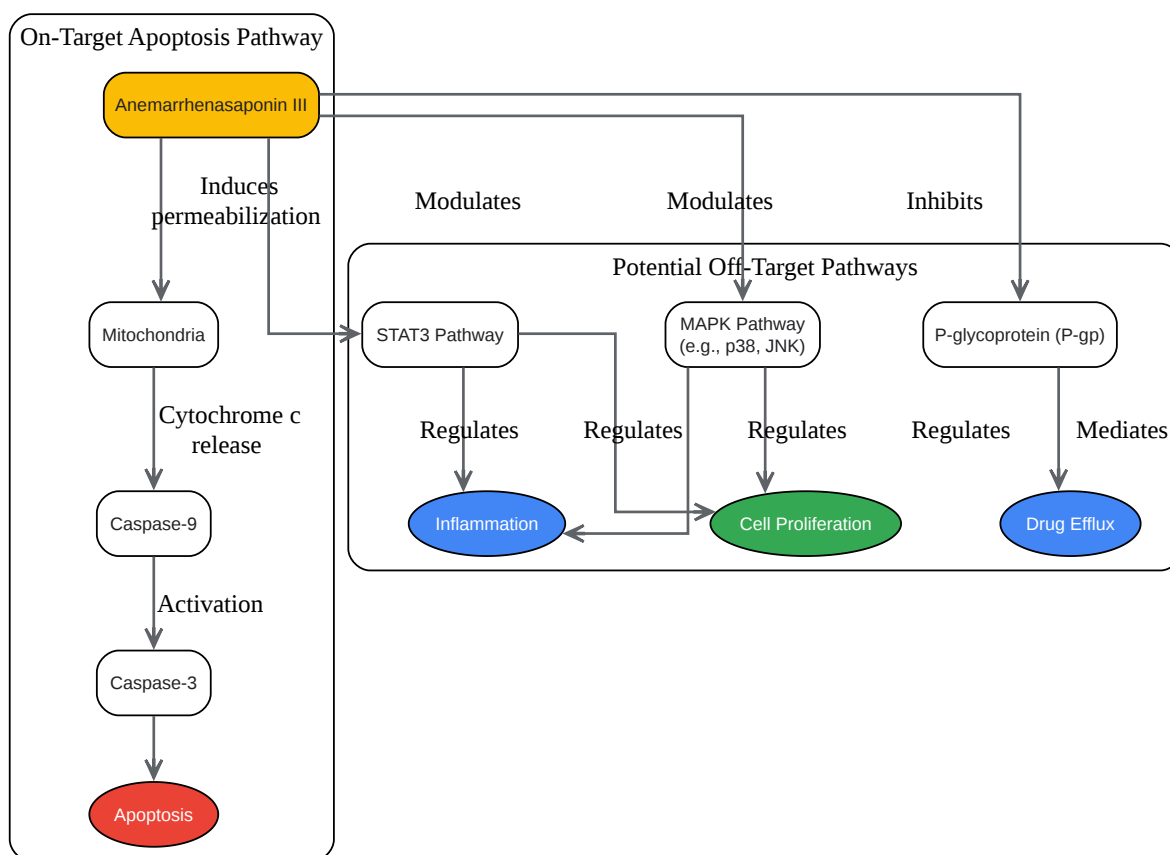 On-Target Apoptosis Pathway
Anemarrhenasaponin III
Induces
permeabilization
Modulates
Modulates
Inhibits
Potential Off-Target Pathways
Mitochondria
STAT3 Pathway
MAPK Pathway
(e.g., p38, JNK)
P-glycoprotein (P-gp)
Cytochrome c
release
Regulates
Regulates
Regulates
Regulates
Mediates
Caspase-9
Inflammation
Cell Proliferation
Drug Efflux
Activation
Caspase-3
Apoptosis